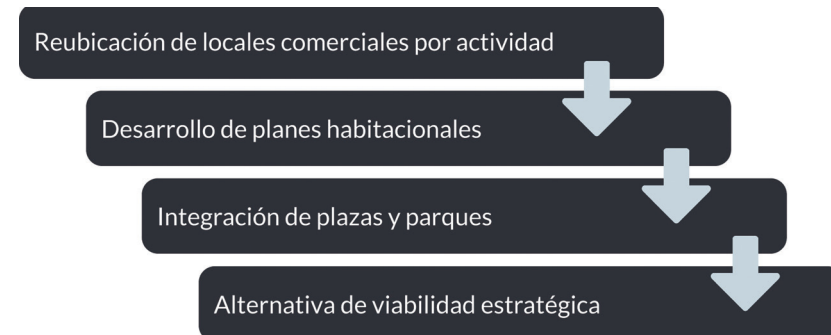 Reubicación de locales comerciales por actividad
Desarrollo de planes habitacionales
Integración de plazas y parques
Alternativa de viabilidad estratégica